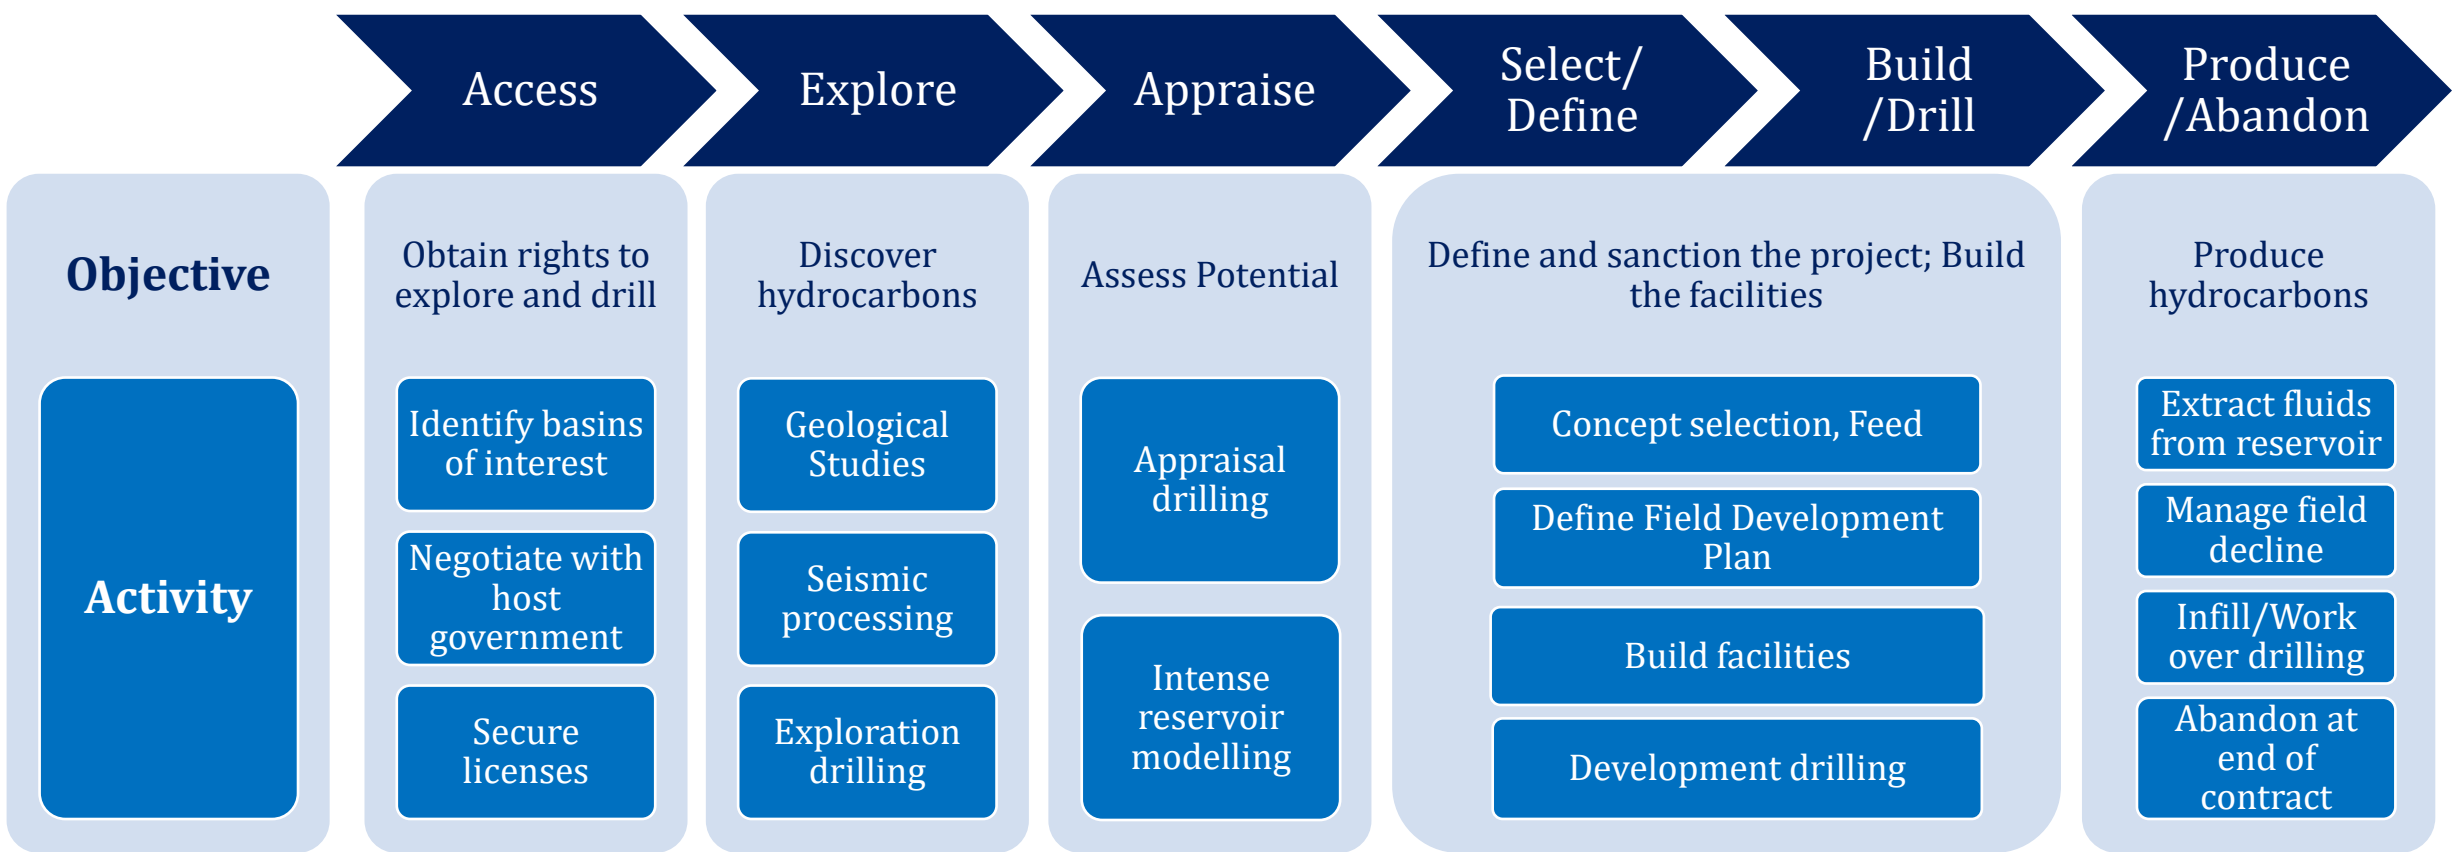 Access
Explore
Appraise
Select/
Define
Build
/Drill
Produce
/Abandon
Objective
Obtain rights to
explore and drill
Discover
hydrocarbons
Assess Potential
Define and sanction the project; Build
the facilities
Produce
hydrocarbons
Activity
Identify basins
of interest
Negotiate with
host
government
Secure
licenses
Geological
Studies
Seismic
processing
Exploration
drilling
Appraisal
drilling
Intense
reservoir
modelling
Concept selection, Feed
Define Field Development
Plan
Build facilities
Development drilling
Extract fluids
from reservoir
Manage field
decline
Infill/Work
over drilling
Abandon at
end of
contract